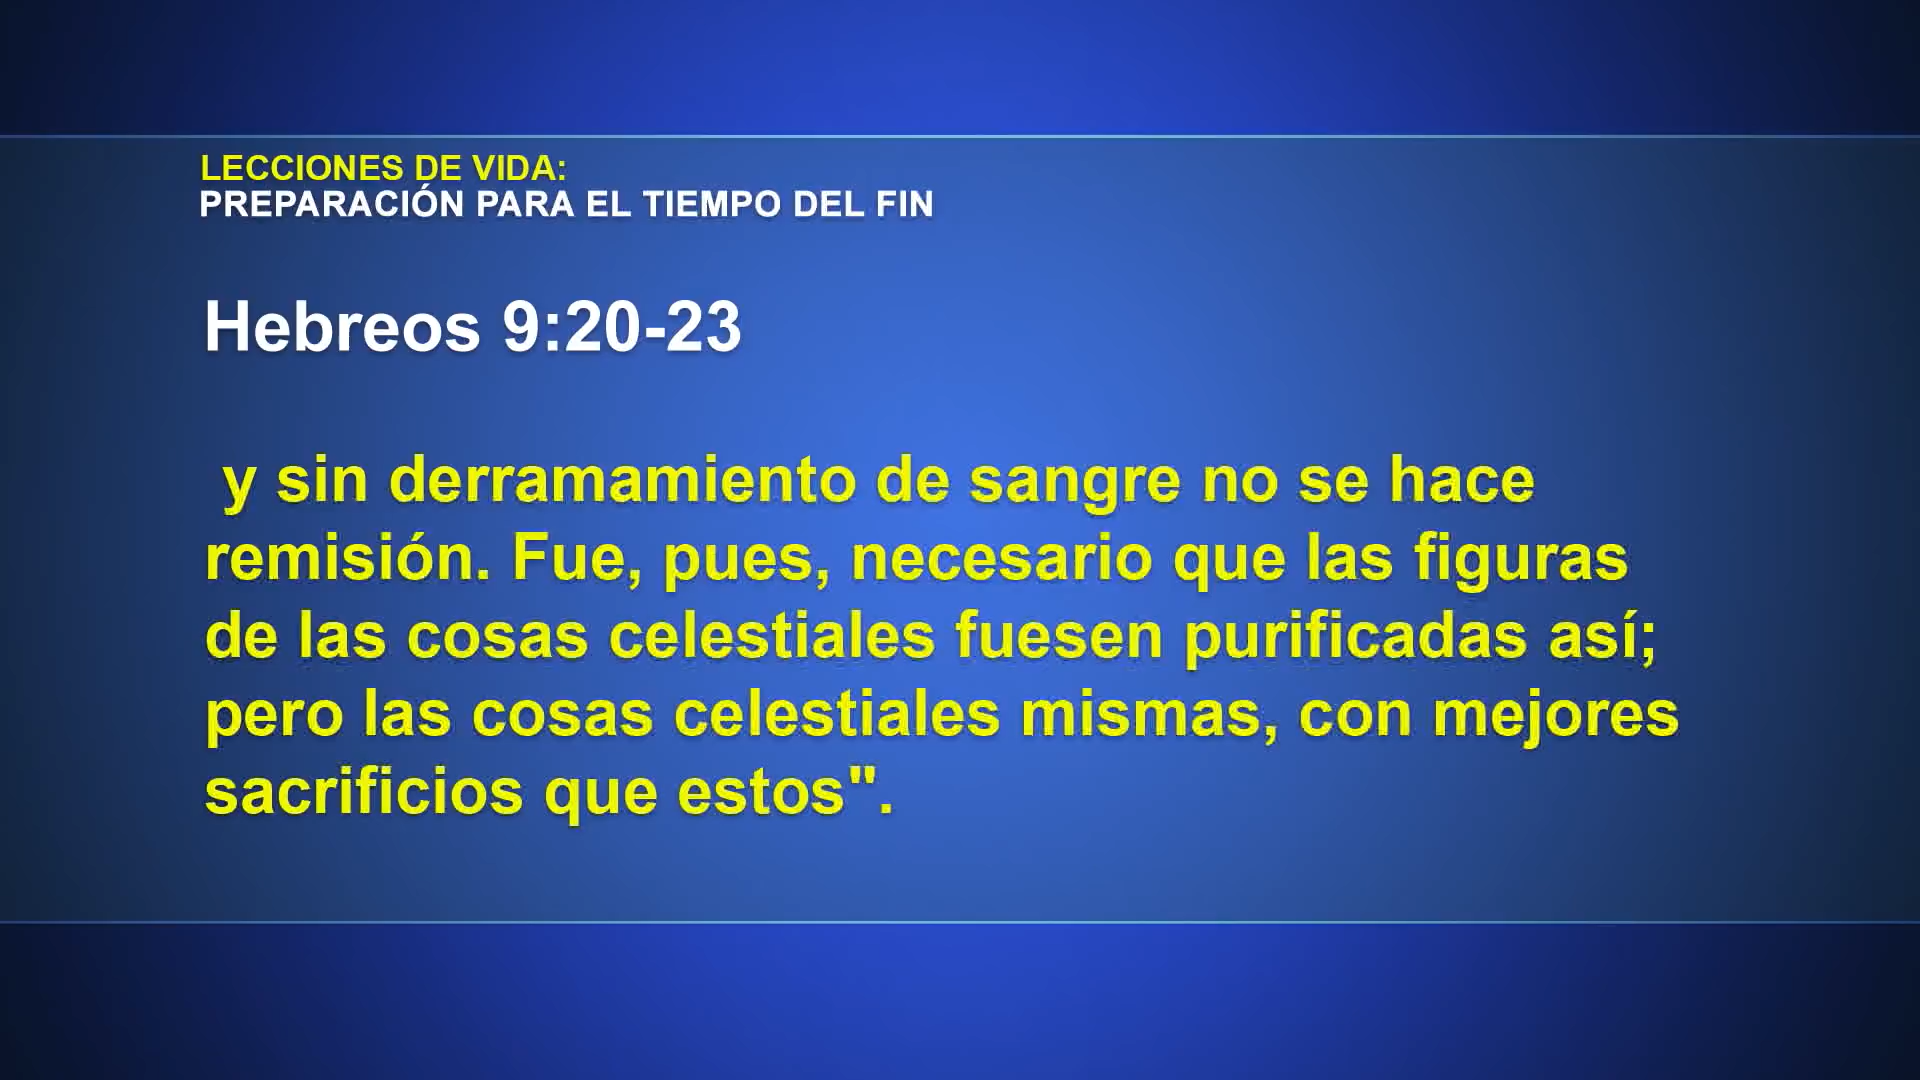 LECCIONES DE VIDA:
PREPARACIÓN PARA EL TIEMPO DEL FIN
Hebreos 9:20-23
y sin derramamiento de sangre no se hace
remisión. Fue, pues, necesario que las figuras
de las cosas celestiales fuesen purificadas así;
pero las cosas celestiales mismas, con mejores
sacrificios que estos".